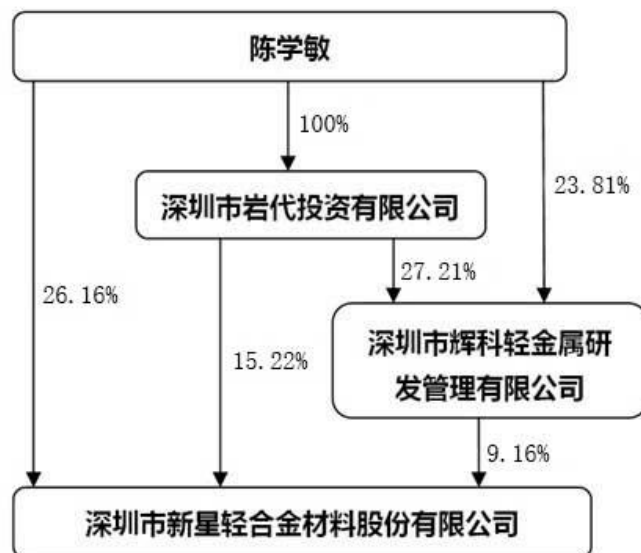 陈学敏
100%
深圳市岩代投资有限公司
23.81%
27.21%
26.16%
深圳市辉科轻金属研
发管理有限公司
15.22%
9.16%
深圳市新星轻合金材料股份有限公司